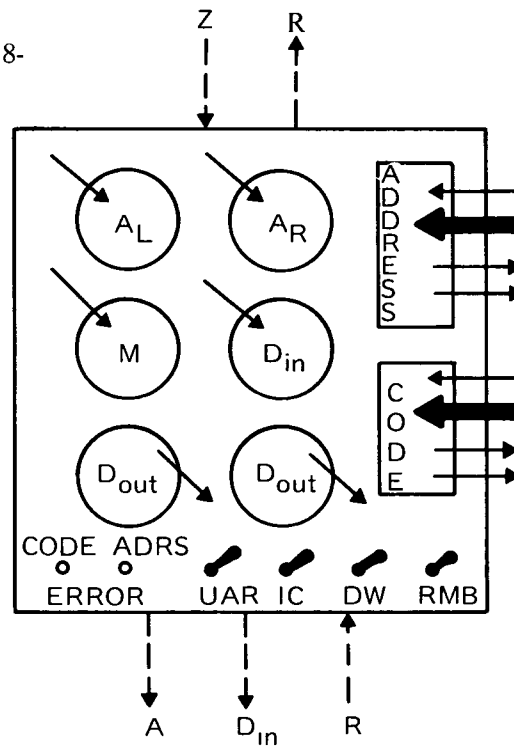 Z R
8-
A_L A_R
ADDRESS
M D_in
CODE
D_out D_out
CODE ADRS
ERROR UAR IC DW RMB
A D_in R